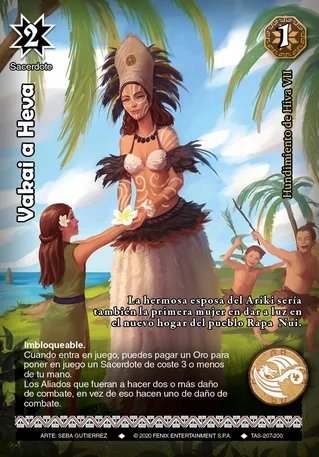 2
1
Sacerdote
Vakai a Heva
Hundimiento de Hiva VII
La hermosa esposa del Ariki sería
también la primera mujer en dar a luz en
el nuevo hogar del pueblo Rapa Nui.
Imbloqueable.
Cuando entra en juego, puedes pagar un Oro para
poner en juego un Sacerdote de coste 3 o menos
de tu mano.
Los Aliados que fueran a hacer dos o más daño
de combate, en vez de eso hacen uno de daño de
combate.
ARTE: SEBA GUTIERREZ ◆ © 2020 FENIX ENTERTAINMENT S.P.A. ◆ TAS-207-200